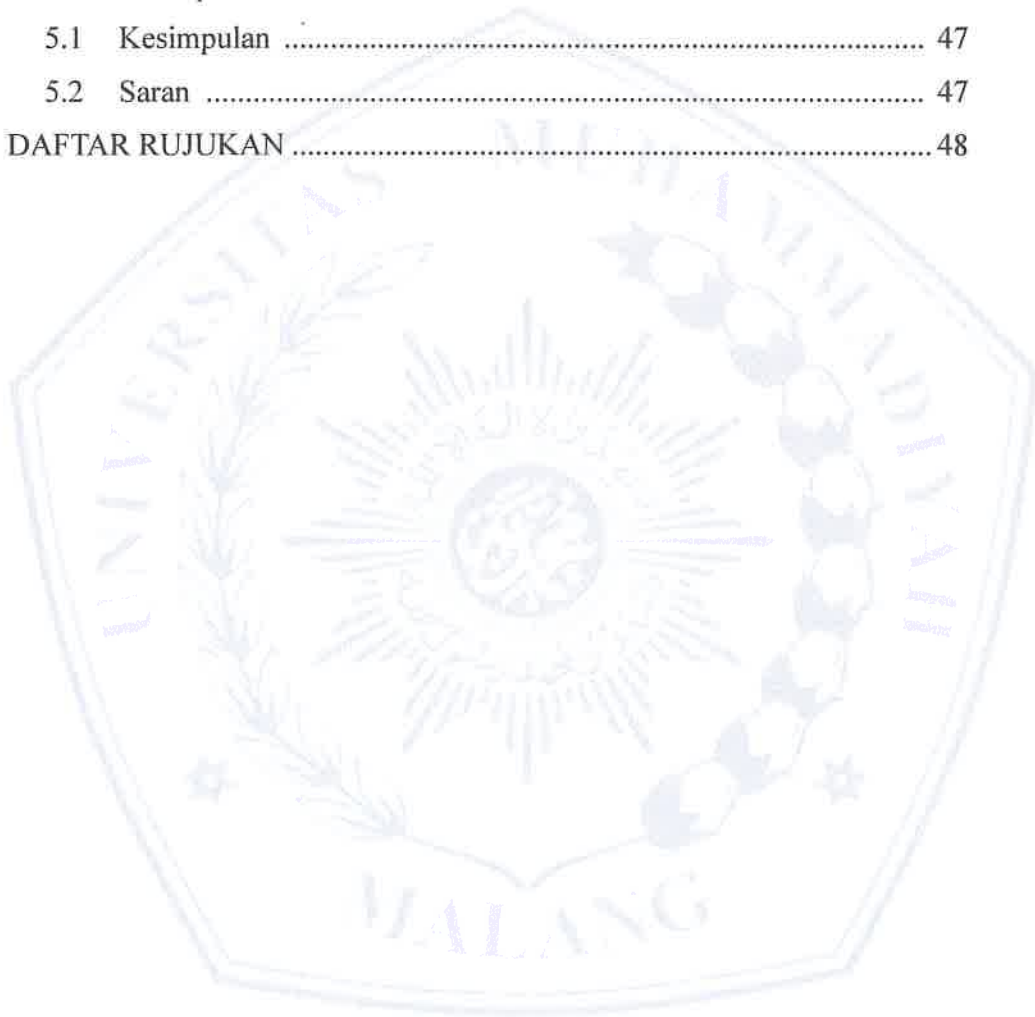 5.1 Kesimpulan ........................................................................................ 47
5.2 Saran ........................................................................................ 47
DAFTAR RUJUKAN ........................................................................................ 48
UNIVERSITAS MUHAMMADIYAH
MALANG